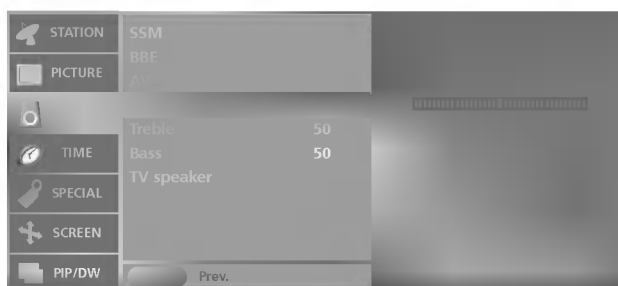 STATION
PICTURE
TIME
SPECIAL
SCREEN
PIP/DW
SSM
BBE
Treble 50
Bass 50
TV speaker
Prev.